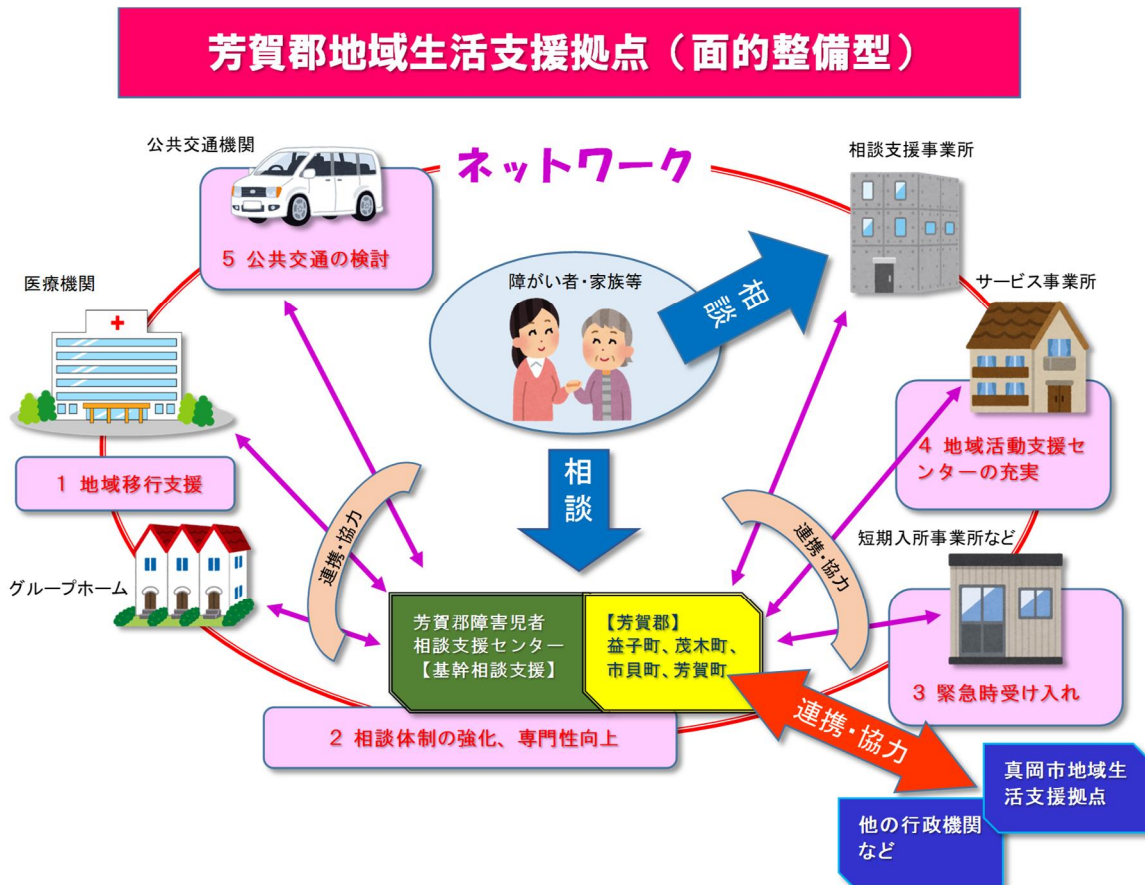 芳賀郡地域生活支援拠点（面的整備型）
公共交通機関
ネットワーク
相談支援事業所
5 公共交通の検討
障がい者・家族等
相談
医療機関
サービス事業所
1 地域移行支援
4 地域活動支援セ
ンターの充実
相談
連携・協力
連携・協力
短期入所事業所など
グループホーム
芳賀郡障害児者
相談支援センター
【基幹相談支援】
【芳賀郡】
益子町、茂木町、
市貝町、芳賀町
3 緊急時受け入れ
2 相談体制の強化、専門性向上
連携・協力
真岡市地域生
活支援拠点
他の行政機関
など